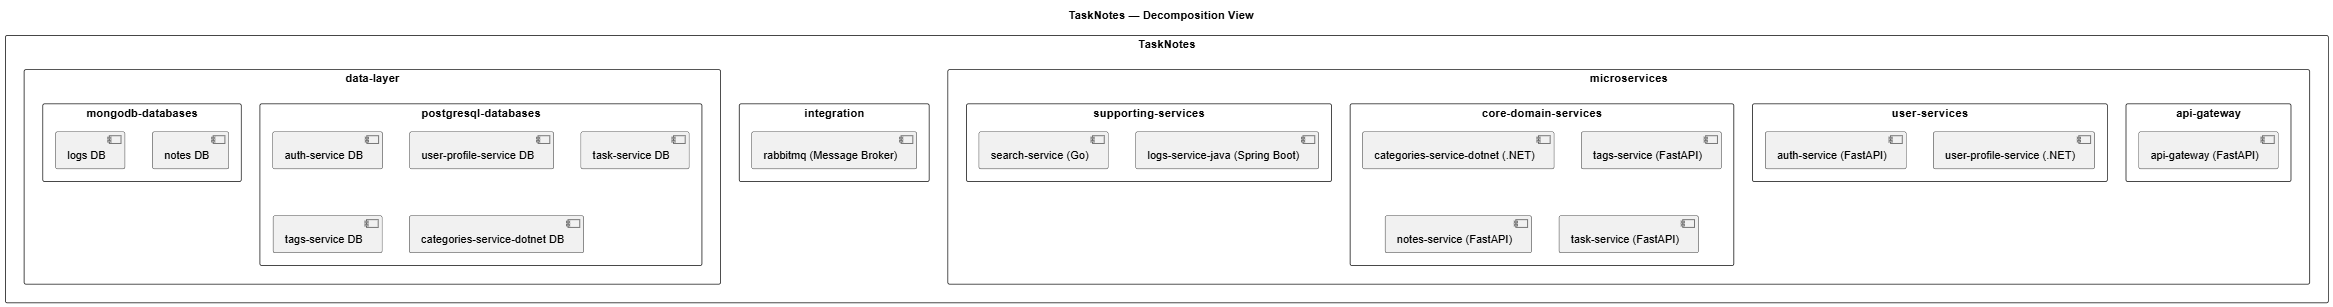 TaskNotes — Decomposition View
TaskNotes
data-layer
mongodb-databases
logs DB
notes DB
postgresql-databases
auth-service DB
user-profile-service DB
task-service DB
tags-service DB
categories-service-dotnet DB
integration
rabbitmq (Message Broker)
microservices
supporting-services
search-service (Go)
logs-service-java (Spring Boot)
core-domain-services
categories-service-dotnet (.NET)
tags-service (FastAPI)
notes-service (FastAPI)
task-service (FastAPI)
user-services
auth-service (FastAPI)
user-profile-service (.NET)
api-gateway
api-gateway (FastAPI)